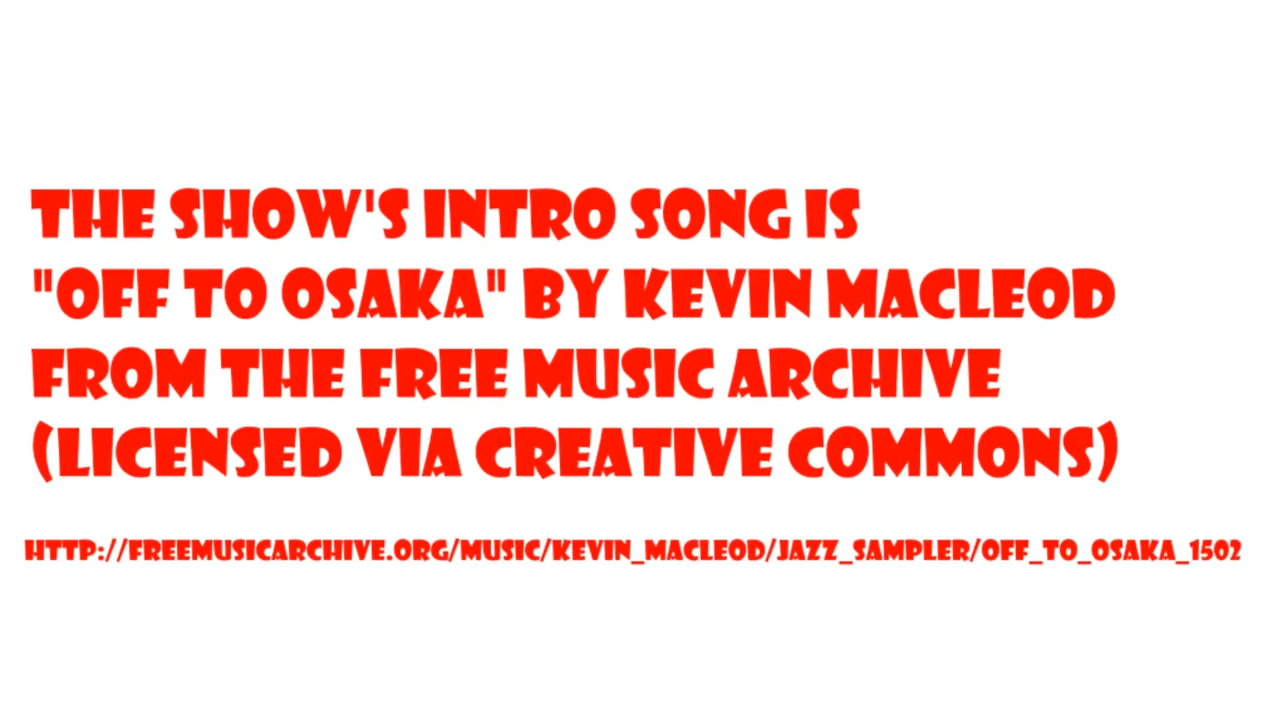 THE SHOW'S INTRO SONG IS
"OFF TO OSAKA" BY KEVIN MACLEOD
FROM THE FREE MUSIC ARCHIVE
(LICENSED VIA CREATIVE COMMONS)
HTTP://FREEMUSICARCHIVE.ORG/MUSIC/KEVIN_MACLEOD/JAZZ_SAMPLER/OFF_TO_OSAKA_1502